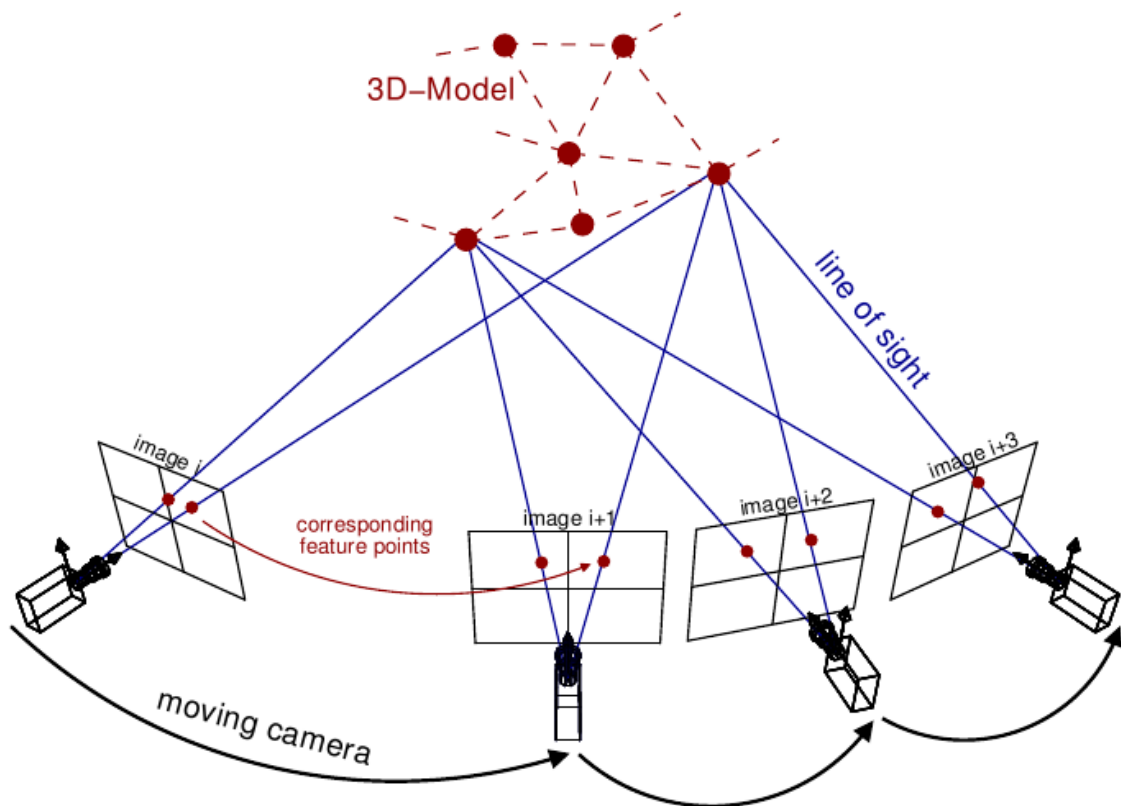 3D–Model
line of sight
image i
image i+1
image i+2
image i+3
corresponding
feature points
moving camera